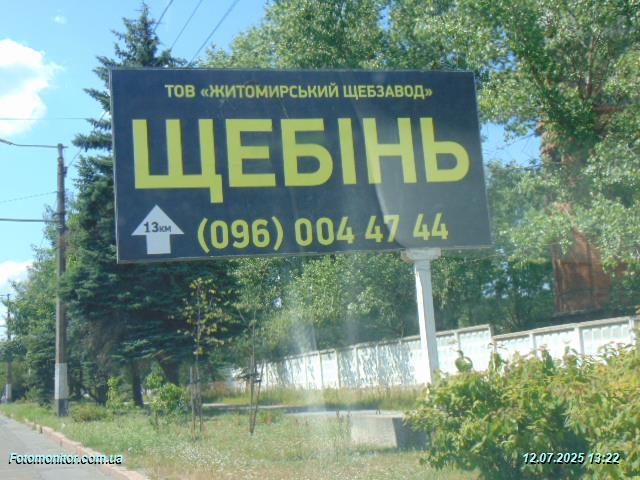 ТОВ «ЖИТОМИРСЬКИЙ ЩЕБЗАВОД»
ЩЕБІНЬ
13км
(096) 004 47 44
Fotomonitor.com.ua
12.07.2025 13:22